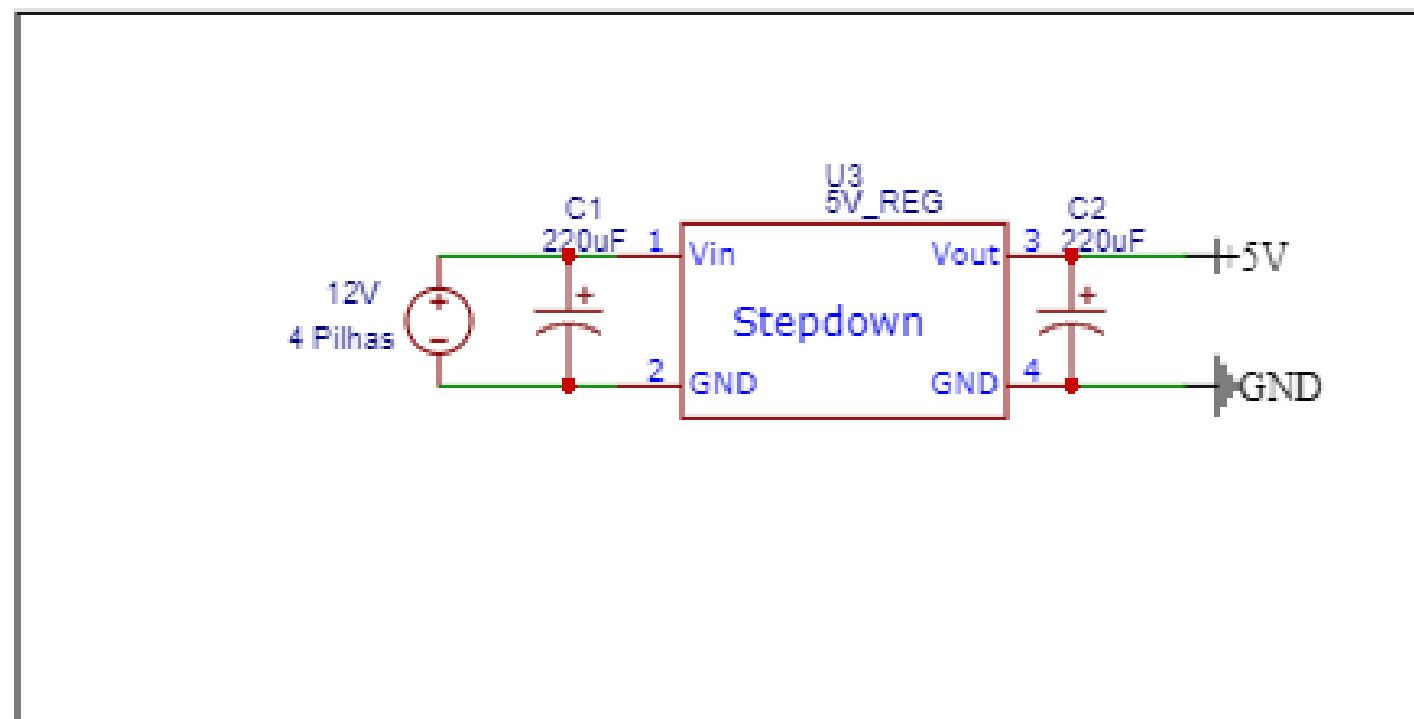 U3
5V_REG
C1
220uF
C2
220uF
1
Vin
Vout
3
+5V
12V
4 Pilhas
+
-
+
Stepdown
+
2
GND
GND
4
GND